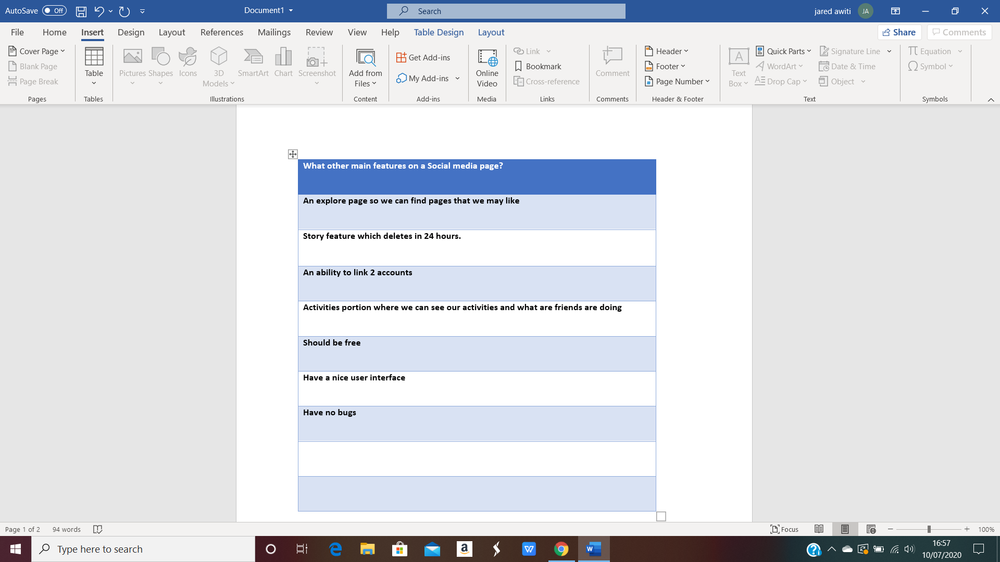 AutoSave Off Document1 Search jared awiti JA
File Home Insert Design Layout References Mailings Review View Help Table Design Layout Share Comments
Cover Page
Blank Page
Page Break
Pages
Table
Tables
Pictures Shapes Icons 3D Models SmartArt Chart Screenshot
Illustrations
Add from Files
Content
Get Add-ins
My Add-ins
Add-ins
Online Video
Media
Link
Bookmark
Cross-reference
Links
Comment
Comments
Header
Footer
Page Number
Header & Footer
A
Text Box
Quick Parts
WordArt
Drop Cap
Signature Line
Date & Time
Object
Text
Equation
Symbol
Symbols
What other main features on a Social media page?
An explore page so we can find pages that we may like
Story feature which deletes in 24 hours.
An ability to link 2 accounts
Activities portion where we can see our activities and what are friends are doing
Should be free
Have a nice user interface
Have no bugs
Page 1 of 2 94 words Focus 100%
Type here to search
16:57
10/07/2020